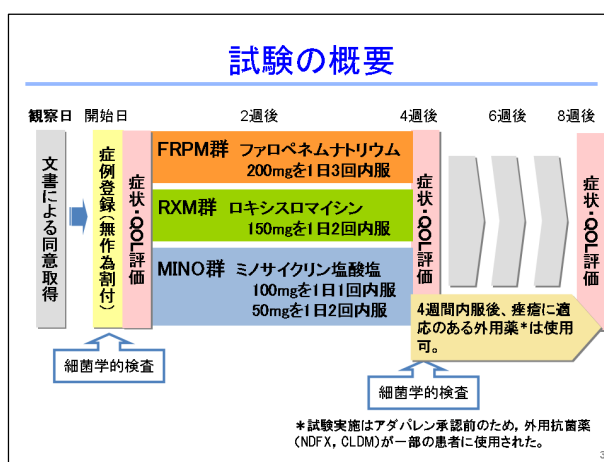 試験の概要
観察日 開始日 2週後 4週後 6週後 8週後
文書による同意取得
症例登録(無作為割付)
症状・QOL評価
FRPM群 ファロペネムナトリウム
200mgを1日3回内服
RXM群 ロキシスロマイシン
150mgを1日2回内服
MINO群 ミノサイクリン塩酸塩
100mgを1日1回内服
50mgを1日2回内服
症状・QOL評価
症状・QOL評価
4週間内服後、痤瘡に適
応のある外用薬*は使用
可。
細菌学的検査
細菌学的検査
*試験実施はアダパレン承認前のため, 外用抗菌薬
(NDFX, CLDM)が一部の患者に使用された。
3